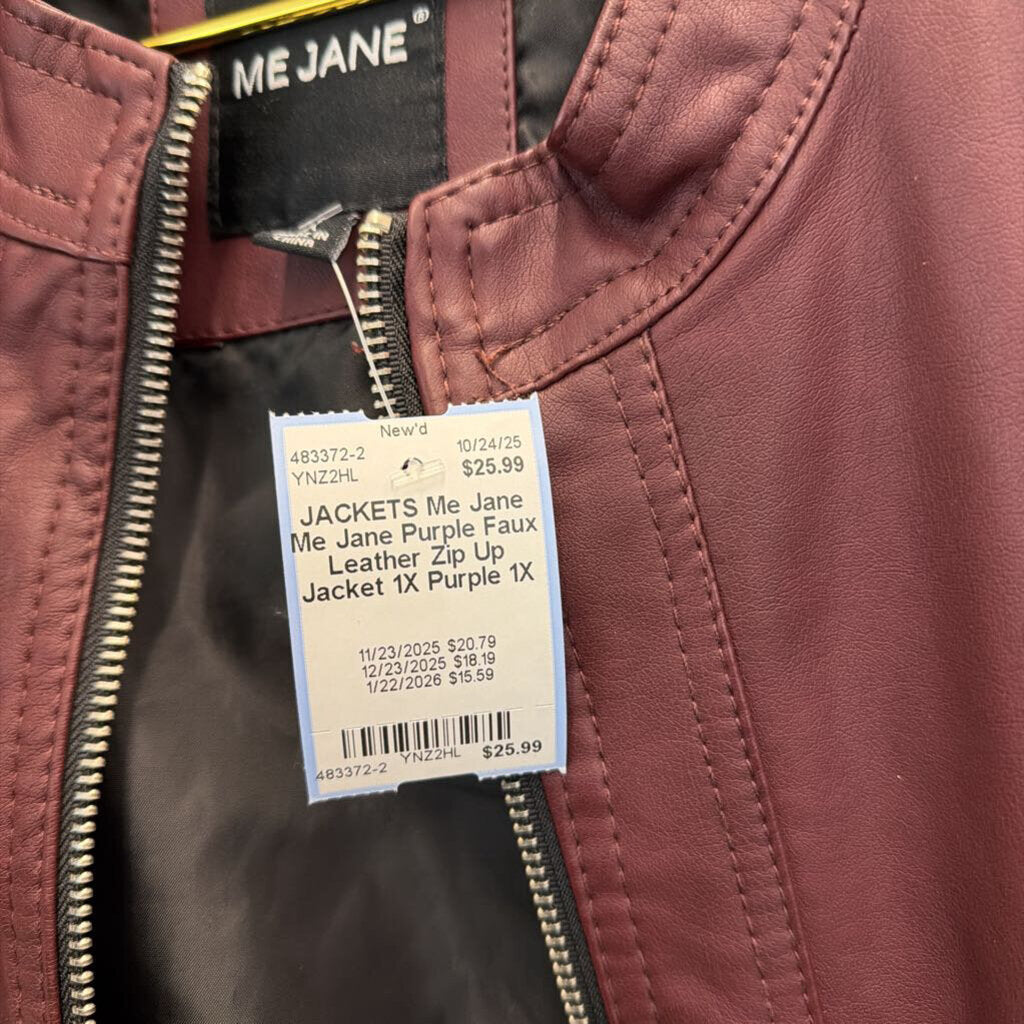 ME JANE®
CHINA
New'd
483372-2
10/24/25
YNZ2HL
$25.99
JACKETS Me Jane
Me Jane Purple Faux
Leather Zip Up
Jacket 1X Purple 1X
11/23/2025 $20.79
12/23/2025 $18.19
1/22/2026 $15.59
483372-2 YNZ2HL $25.99